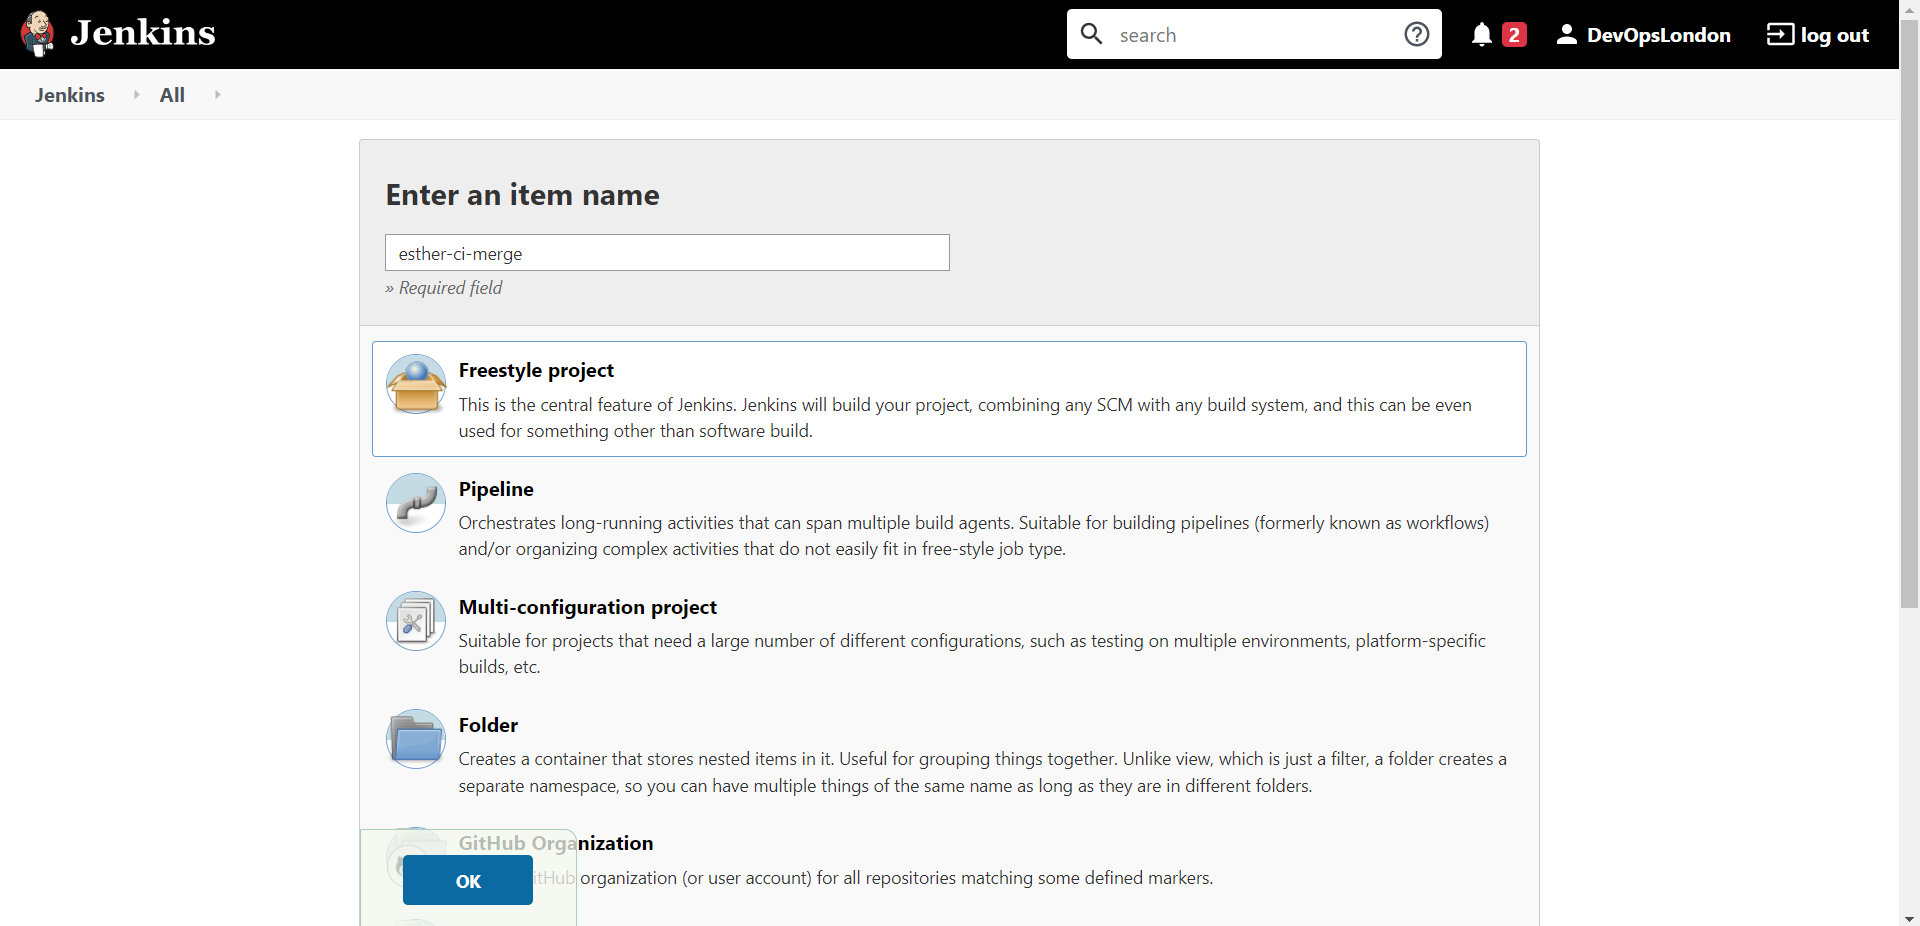 Jenkins
search
2
DevOpsLondon
log out
Jenkins
All
Enter an item name
esther-ci-merge
» Required field
Freestyle project
This is the central feature of Jenkins. Jenkins will build your project, combining any SCM with any build system, and this can be even
used for something other than software build.
Pipeline
Orchestrates long-running activities that can span multiple build agents. Suitable for building pipelines (formerly known as workflows)
and/or organizing complex activities that do not easily fit in free-style job type.
Multi-configuration project
Suitable for projects that need a large number of different configurations, such as testing on multiple environments, platform-specific
builds, etc.
Folder
Creates a container that stores nested items in it. Useful for grouping things together. Unlike view, which is just a filter, a folder creates a
separate namespace, so you can have multiple things of the same name as long as they are in different folders.
GitHub Organization
organization (or user account) for all repositories matching some defined markers.
OK